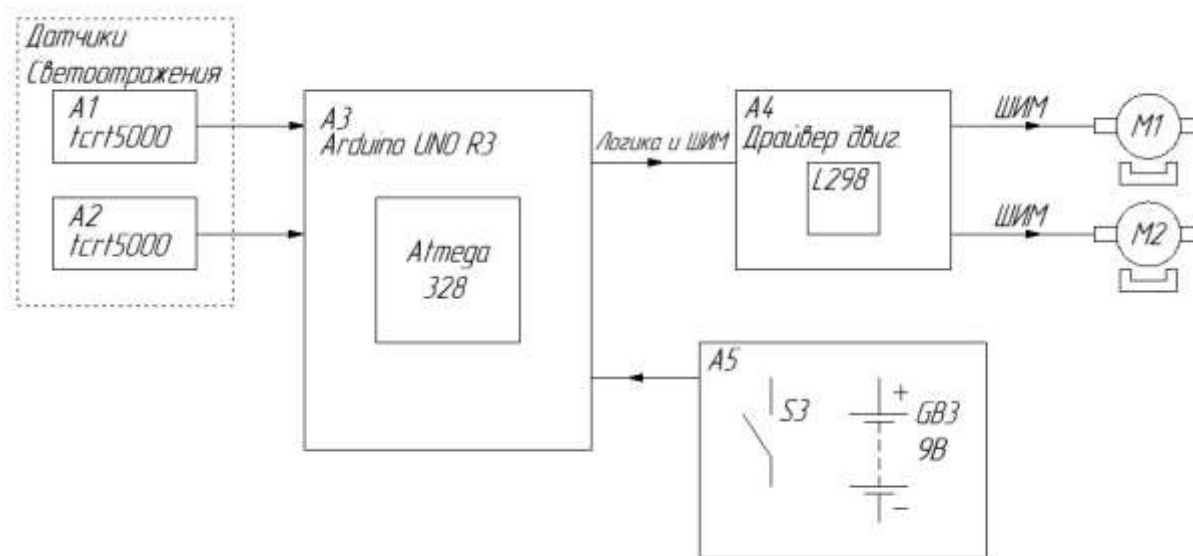 Датчики
Светоотражения
A1
tcrt5000
A2
tcrt5000
A3
Arduino UNO R3
Atmega
328
Логика и ШИМ
A4
Драйвер двиг.
L298
ШИМ
M1
ШИМ
M2
A5
S3
+
GB3
9В
−